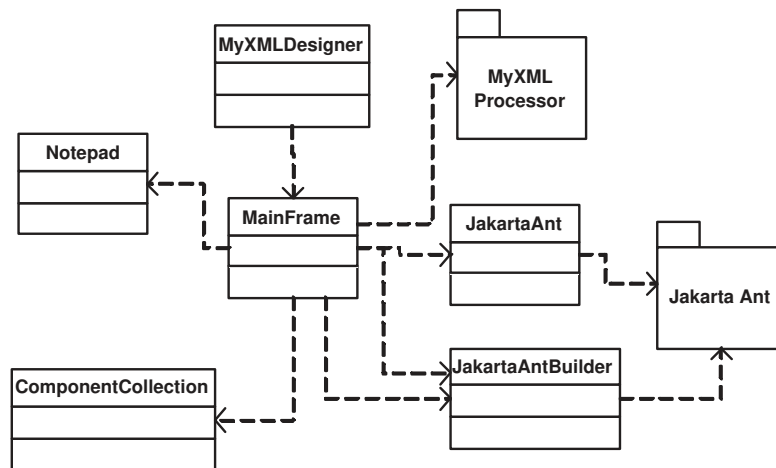 MyXMLDesigner
MyXML
Processor
Notepad
MainFrame
JakartaAnt
Jakarta Ant
ComponentCollection
JakartaAntBuilder